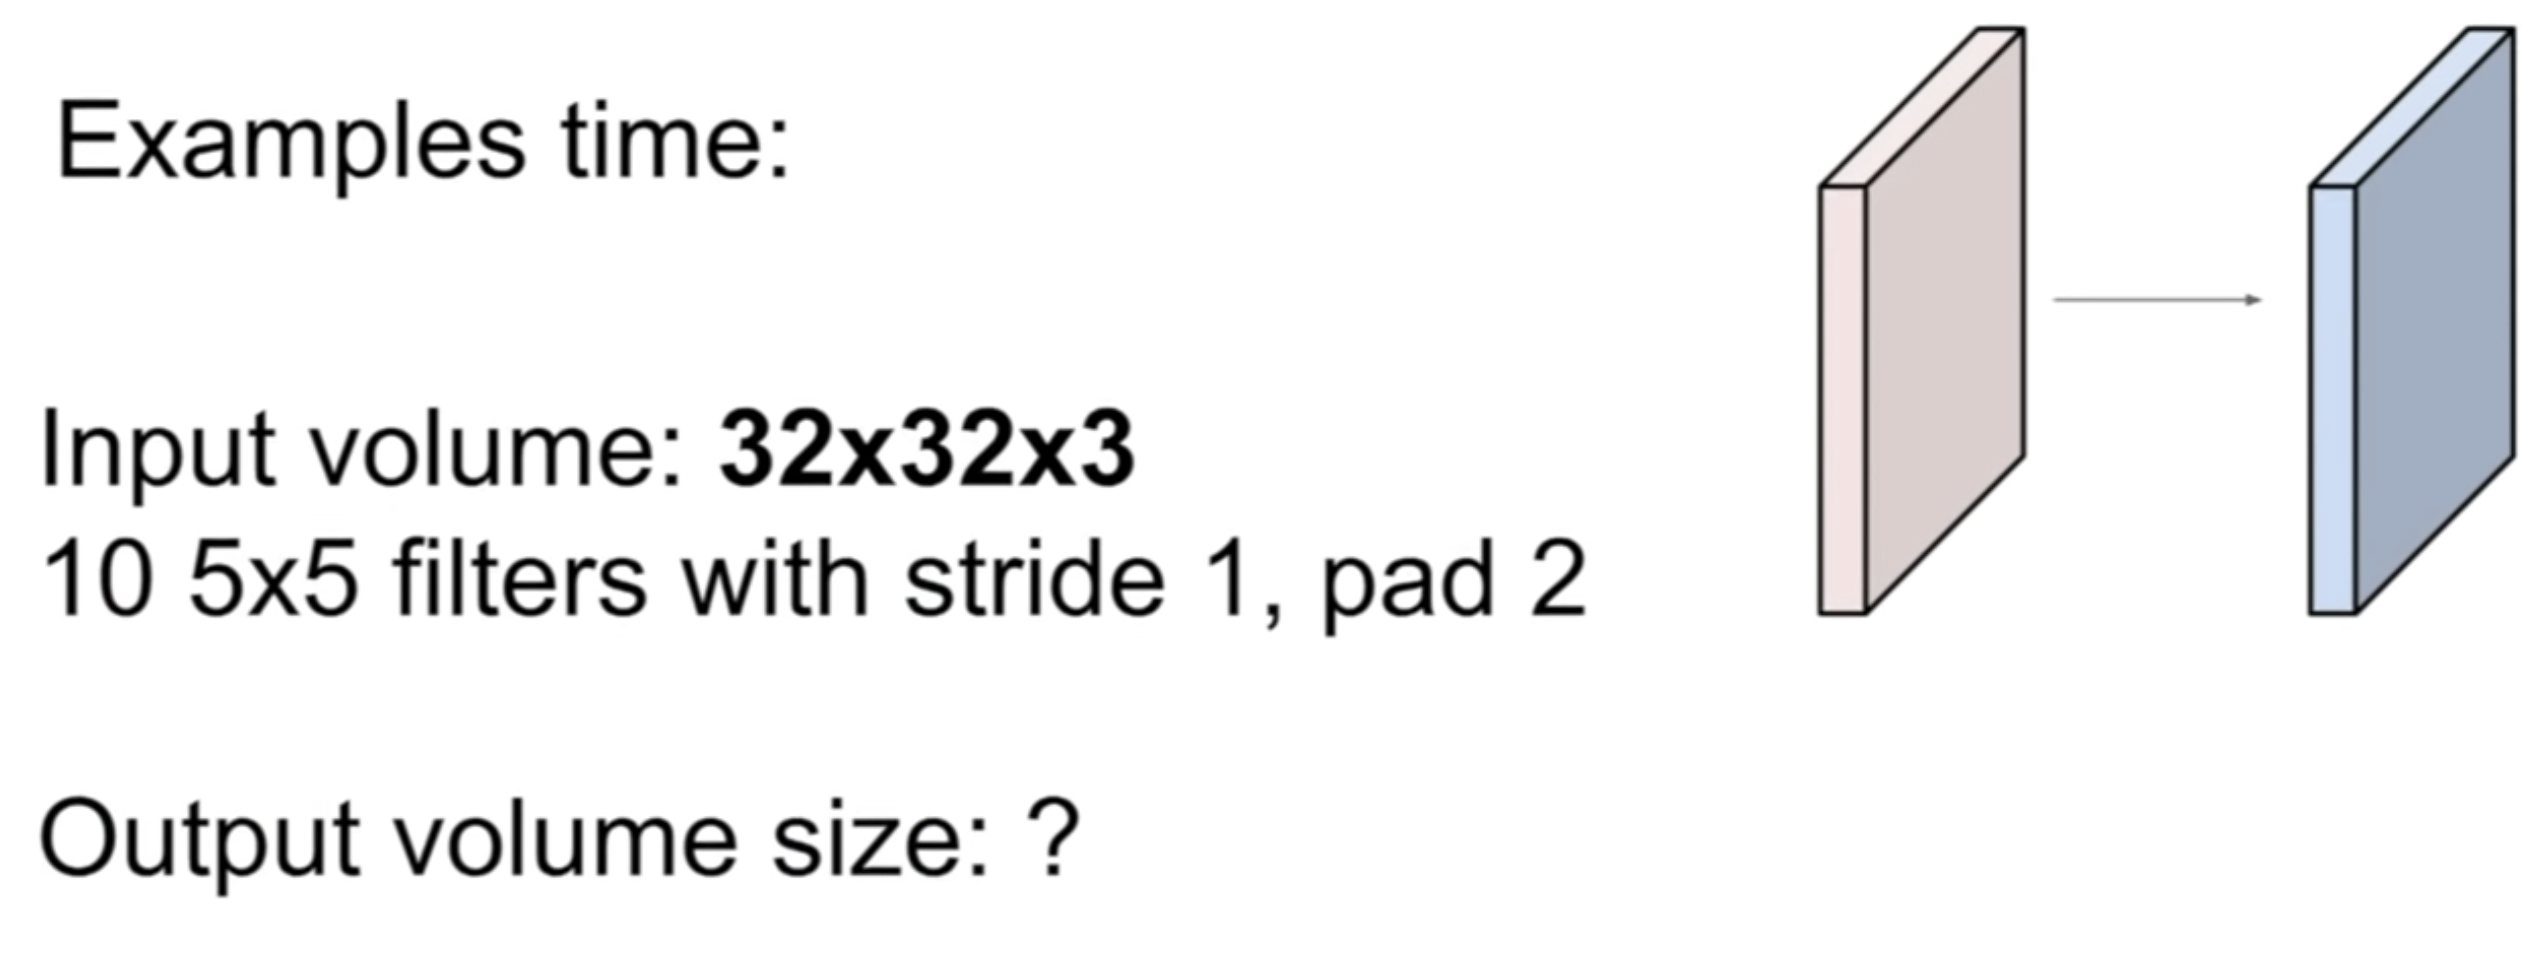 Examples time:
Input volume: 32x32x3
10 5x5 filters with stride 1, pad 2
Output volume size: ?